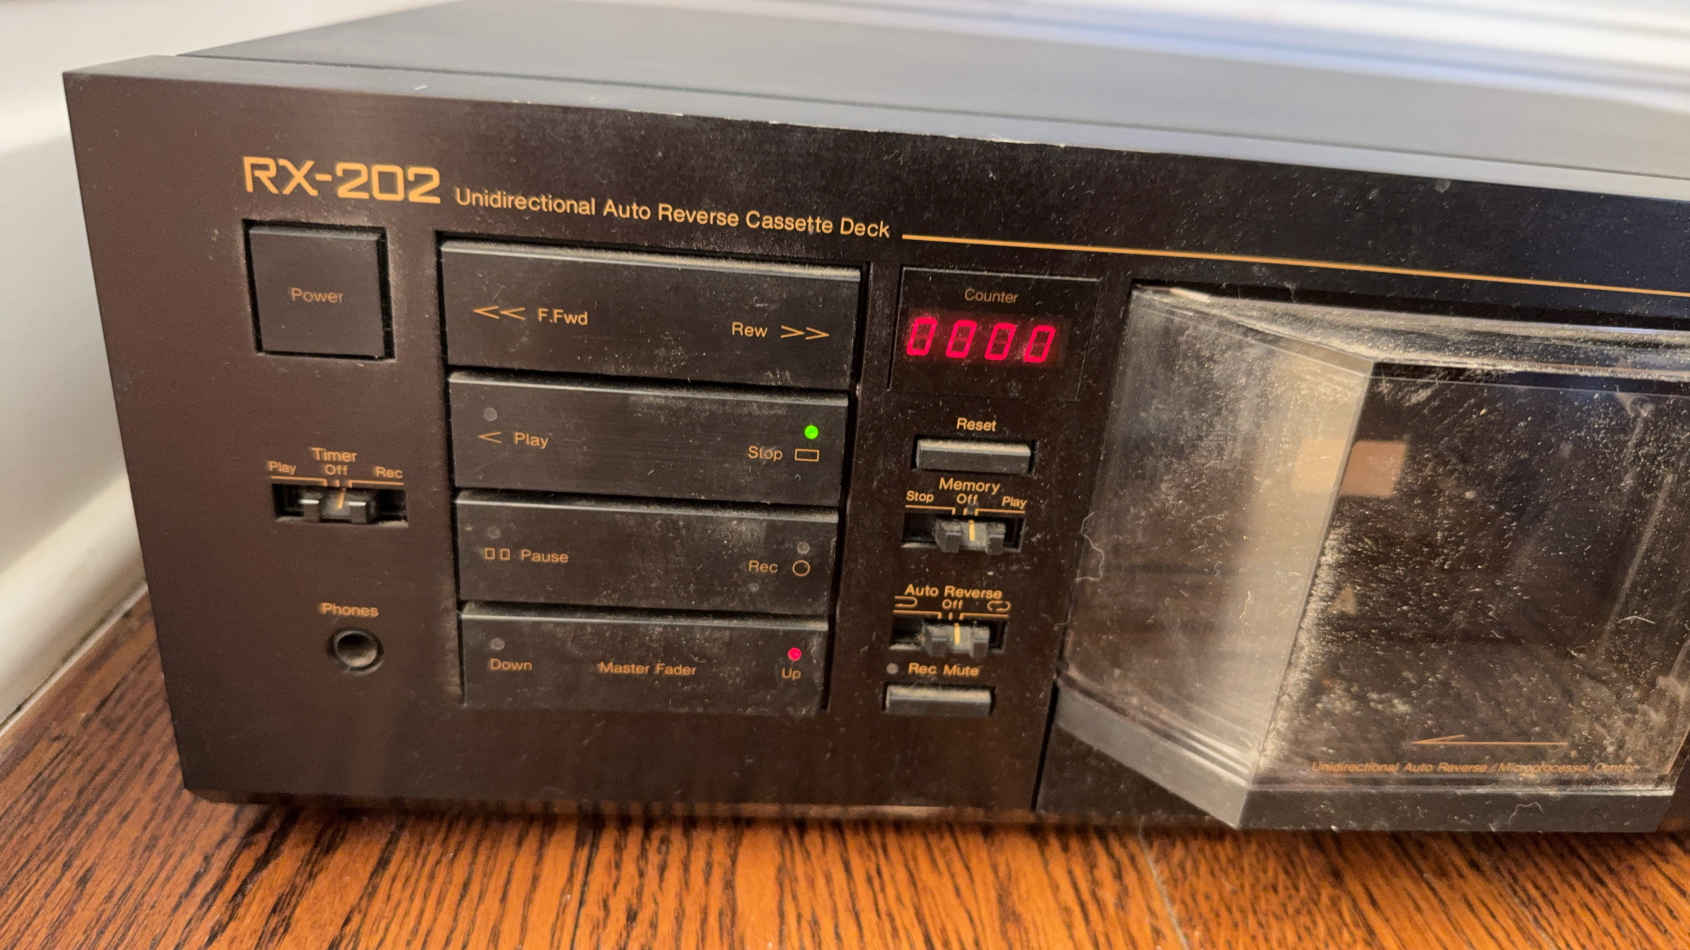 RX-202 Unidirectional Auto Reverse Cassette Deck
Power
<< F.Fwd Rew >>
Counter
0000
< Play Stop
Reset
Timer
Play Off Rec
Memory
Stop Off Play
Pause Rec
Auto Reverse
Off
Phones
Down Master Fader Up
Rec Mute
Unidirectional Auto Reverse/Microprocessor Control